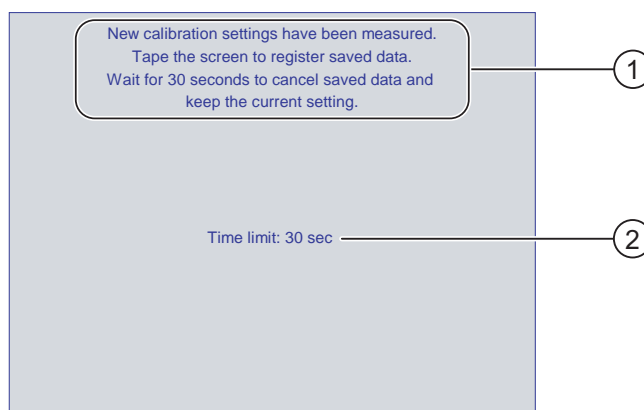 New calibration settings have been measured.
Tape the screen to register saved data.
Wait for 30 seconds to cancel saved data and
keep the current setting.
1
Time limit: 30 sec
2